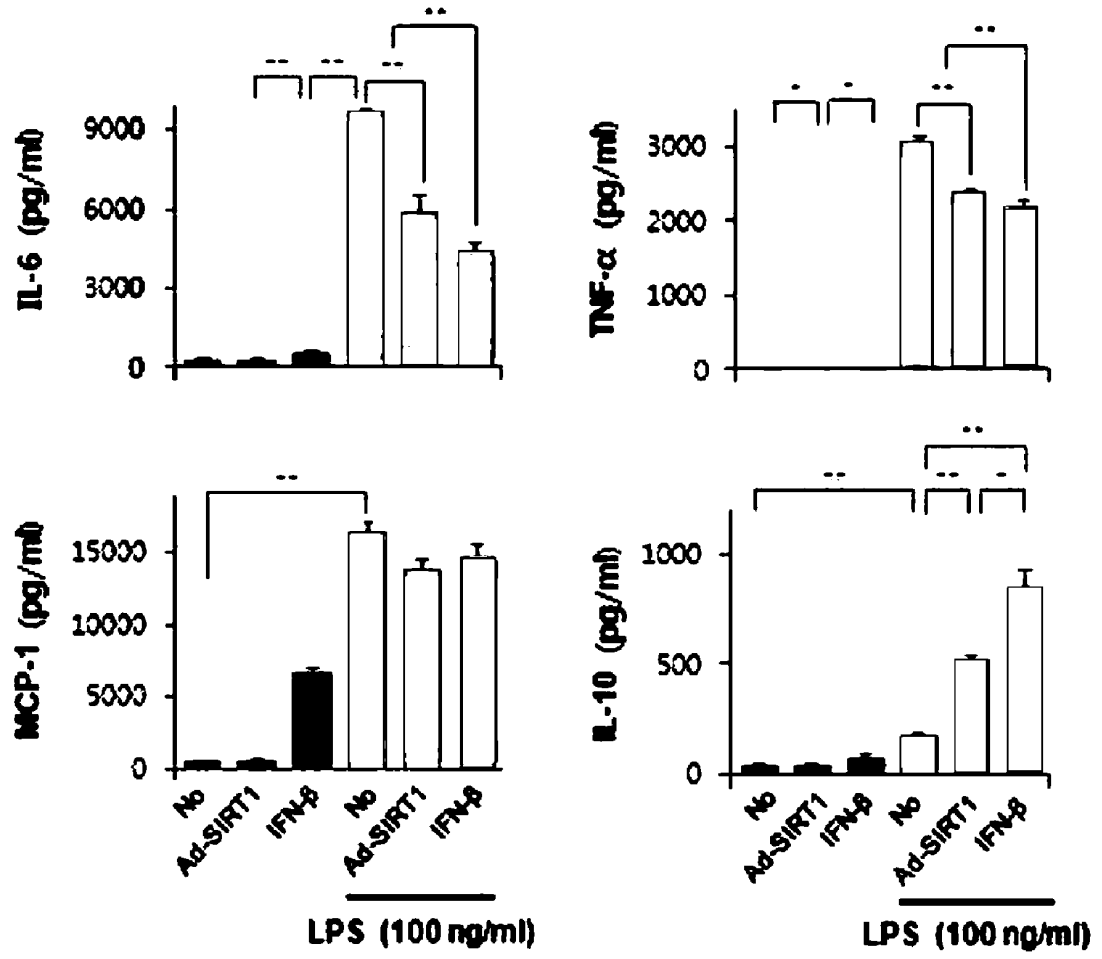 **
**
** ** **
**
* * **
IL-6 (pg/ml)
9000
6000
3000
0
TNF-α (pg/ml)
3000
2000
1000
0
**
**
** ** *
MCP-1 (pg/ml)
15000
10000
5000
0
IL-10 (pg/ml)
1000
500
0
No
Ad-SIRT1
IFN-β
No
Ad-SIRT1
IFN-β
LPS (100 ng/ml)
No
Ad-SIRT1
IFN-β
No
Ad-SIRT1
IFN-β
LPS (100 ng/ml)